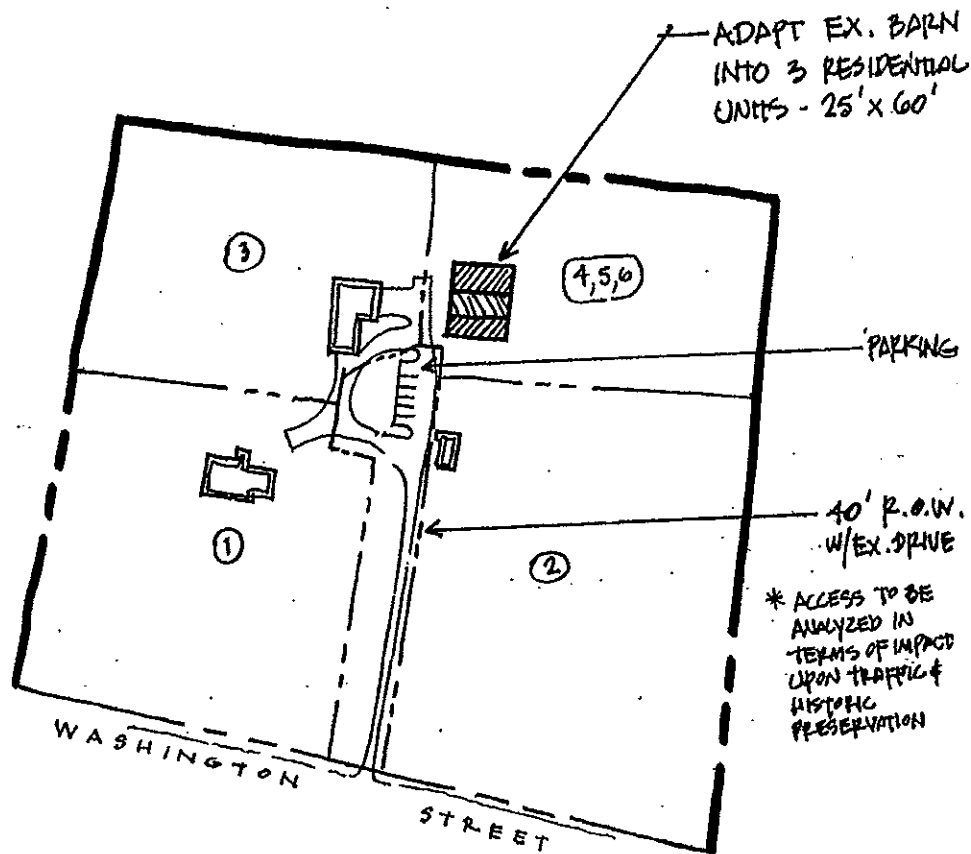 ADAPT EX. BARN
INTO 3 RESIDENTIAL
UNITS - 25' X 60'
3
4,5,6
PARKING
40' R.O.W.
W/EX. DRIVE
1
2
* ACCESS TO BE
ANALYZED IN
TERMS OF IMPACT
UPON TRAFFIC &
HISTORIC
PRESERVATION
WASHINGTON STREET